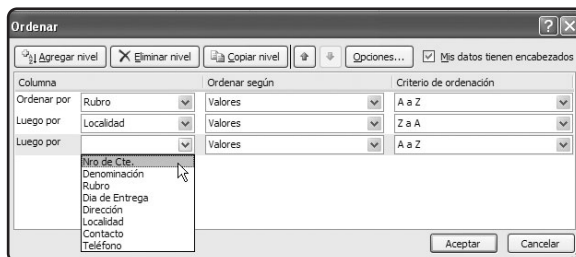 Ordenar
Agregar nivel Eliminar nivel Copiar nivel Opciones... Mis datos tienen encabezados
Columna Ordenar según Criterio de ordenación
Ordenar por Rubro Valores A a Z
Luego por Localidad Valores Z a A
Luego por Valores A a Z
Nro de Cte.
Denominación
Rubro
Dia de Entrega
Dirección
Localidad
Contacto
Teléfono
Aceptar Cancelar